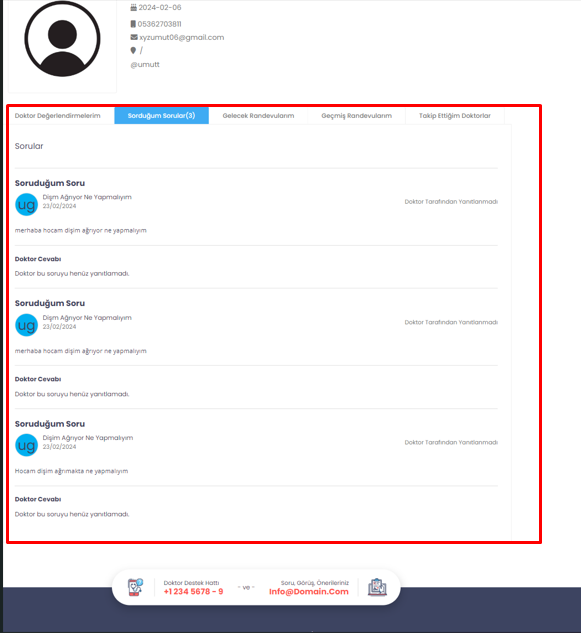 2024-02-06
05362703811
xyzumut06@gmail.com
/
@umutt
Doktor Değerlendirmelerim Sorduğum Sorular(3) Gelecek Randevularım Geçmiş Randevularım Takip Ettiğim Doktorlar
Sorular
Soruduğum Soru
ug Dişm Ağrıyor Ne Yapmalıyım
23/02/2024
Doktor Tarafından Yanıtlanmadı
merhaba hocam dişim ağrıyor ne yapmalıyım
Doktor Cevabı
Doktor bu soruyu henüz yanıtlamadı.
Soruduğum Soru
ug Dişm Ağrıyor Ne Yapmalıyım
23/02/2024
Doktor Tarafından Yanıtlanmadı
merhaba hocam dişim ağrıyor ne yapmalıyım
Doktor Cevabı
Doktor bu soruyu henüz yanıtlamadı.
Soruduğum Soru
ug Dişim Ağrıyor Ne Yapmalıyım
23/02/2024
Doktor Tarafından Yanıtlanmadı
Hocam dişim ağrımakta ne yapmalıyım
Doktor Cevabı
Doktor bu soruyu henüz yanıtlamadı.
Doktor Destek Hattı
+1 234 5678 - 9
- ve -
Soru, Görüş, Önerileriniz
Info@Domain.Com